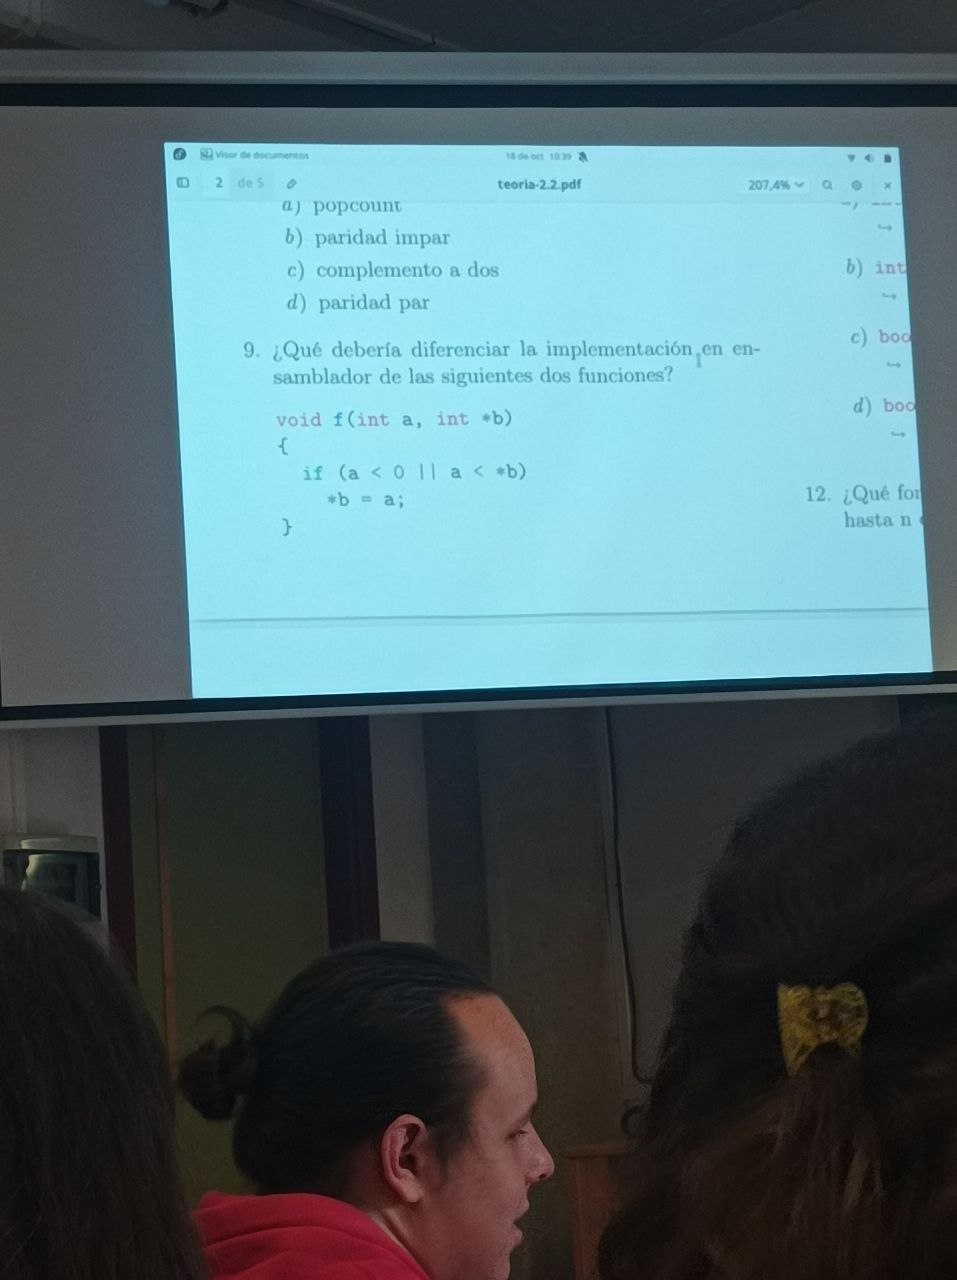 Visor de documentos
18 de oct 10:39
2 de 5
teoria-2.2.pdf
207,4%
a) popcount
b) paridad impar
c) complemento a dos
d) paridad par
9. ¿Qué debería diferenciar la implementación en en-
samblador de las siguientes dos funciones?
void f(int a, int *b)
{
if (a < 0 || a < *b)
*b = a;
}
b) int
c) boo
d) boo
12. ¿Qué for
hasta n